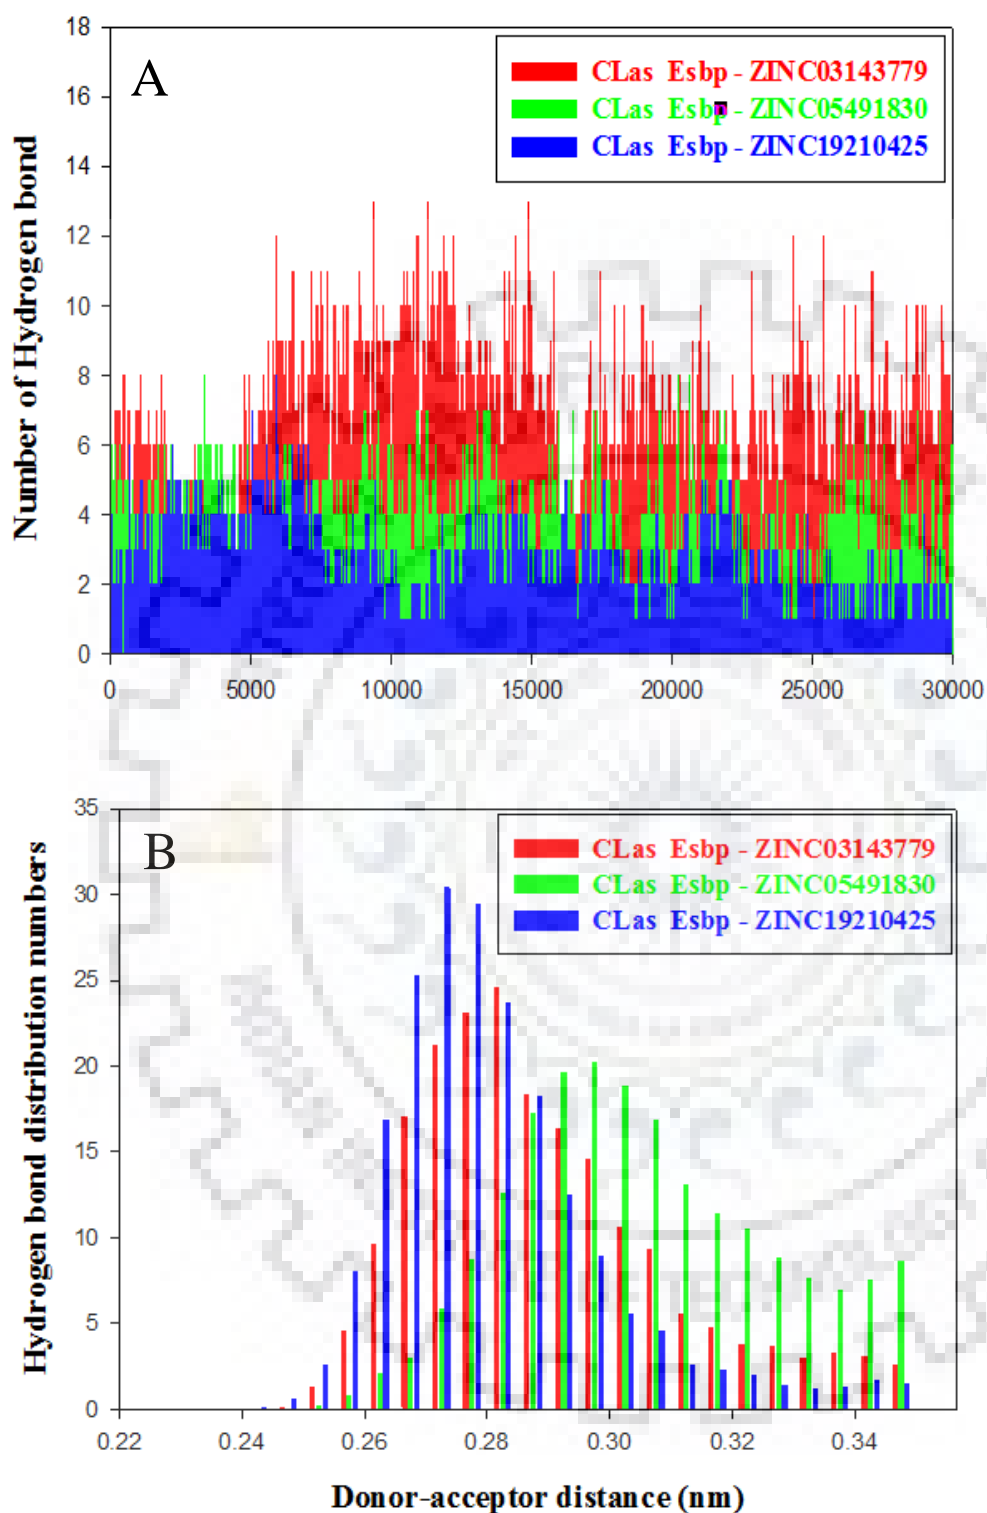 18
16
14
12
10
8
6
4
2
0
Number of Hydrogen bond
A
CLas Esbp - ZINC03143779
CLas Esbp - ZINC05491830
CLas Esbp - ZINC19210425
0 5000 10000 15000 20000 25000 30000
35
30
25
20
15
10
5
0
Hydrogen bond distribution numbers
B
CLas Esbp - ZINC03143779
CLas Esbp - ZINC05491830
CLas Esbp - ZINC19210425
0.22 0.24 0.26 0.28 0.30 0.32 0.34
Donor-acceptor distance (nm)